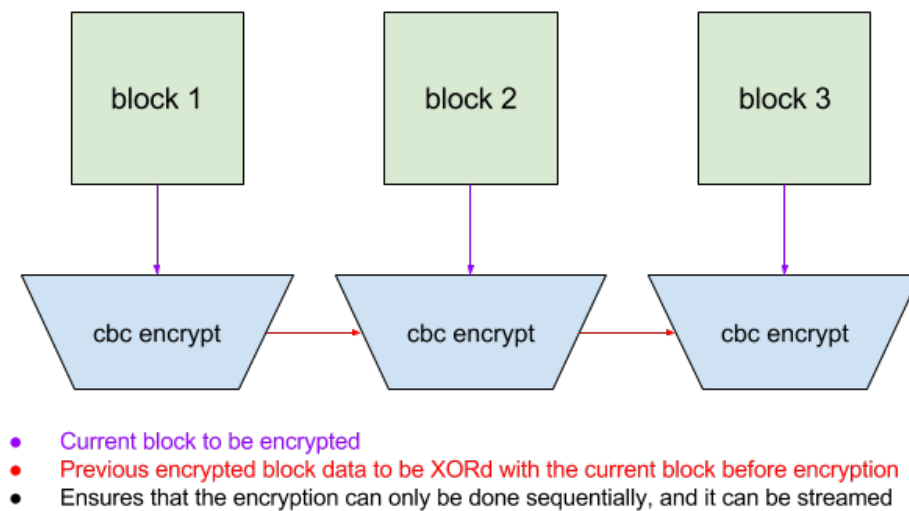 block 1
block 2
block 3
cbc encrypt
cbc encrypt
cbc encrypt
● Current block to be encrypted
● Previous encrypted block data to be XORd with the current block before encryption
● Ensures that the encryption can only be done sequentially, and it can be streamed